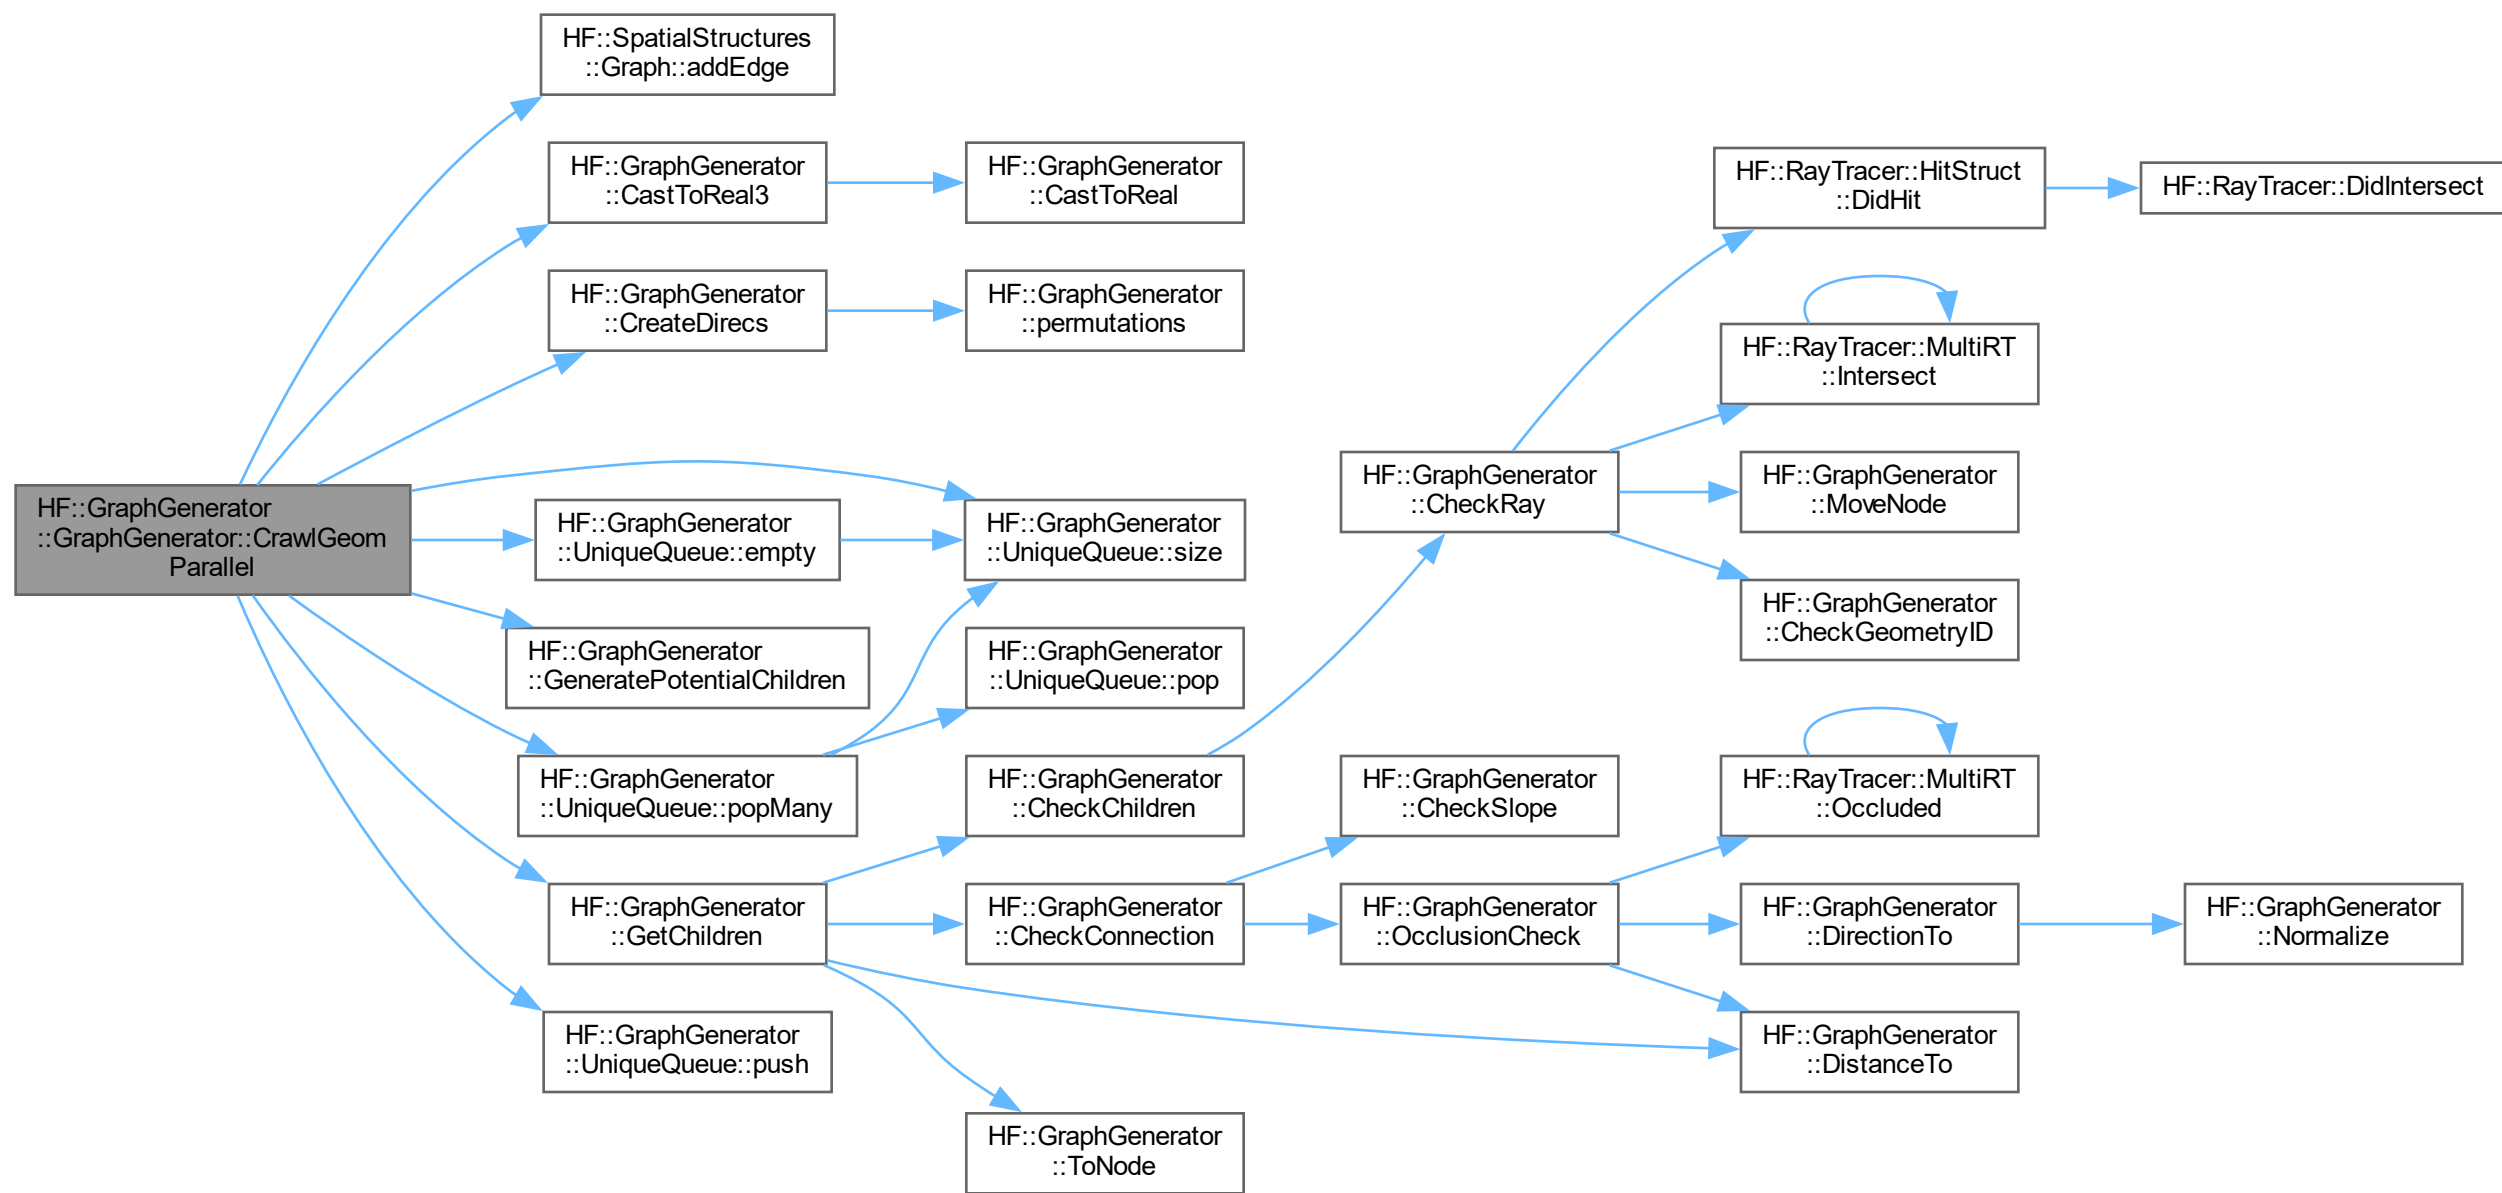 HF::GraphGenerator
::GraphGenerator::CrawlGeom
Parallel
HF::SpatialStructures
::Graph::addEdge
HF::GraphGenerator
::CastToReal3
HF::GraphGenerator
::CastToReal
HF::GraphGenerator
::CreateDirecs
HF::GraphGenerator
::permutations
HF::GraphGenerator
::UniqueQueue::empty
HF::GraphGenerator
::UniqueQueue::size
HF::GraphGenerator
::GeneratePotentialChildren
HF::GraphGenerator
::UniqueQueue::popMany
HF::GraphGenerator
::UniqueQueue::pop
HF::GraphGenerator
::GetChildren
HF::GraphGenerator
::CheckChildren
HF::GraphGenerator
::CheckRay
HF::RayTracer::HitStruct
::DidHit
HF::RayTracer::DidIntersect
HF::RayTracer::MultiRT
::Intersect
HF::GraphGenerator
::MoveNode
HF::GraphGenerator
::CheckGeometryID
HF::GraphGenerator
::CheckConnection
HF::GraphGenerator
::CheckSlope
HF::GraphGenerator
::OcclusionCheck
HF::RayTracer::MultiRT
::Occluded
HF::GraphGenerator
::DirectionTo
HF::GraphGenerator
::Normalize
HF::GraphGenerator
::DistanceTo
HF::GraphGenerator
::ToNode
HF::GraphGenerator
::UniqueQueue::push